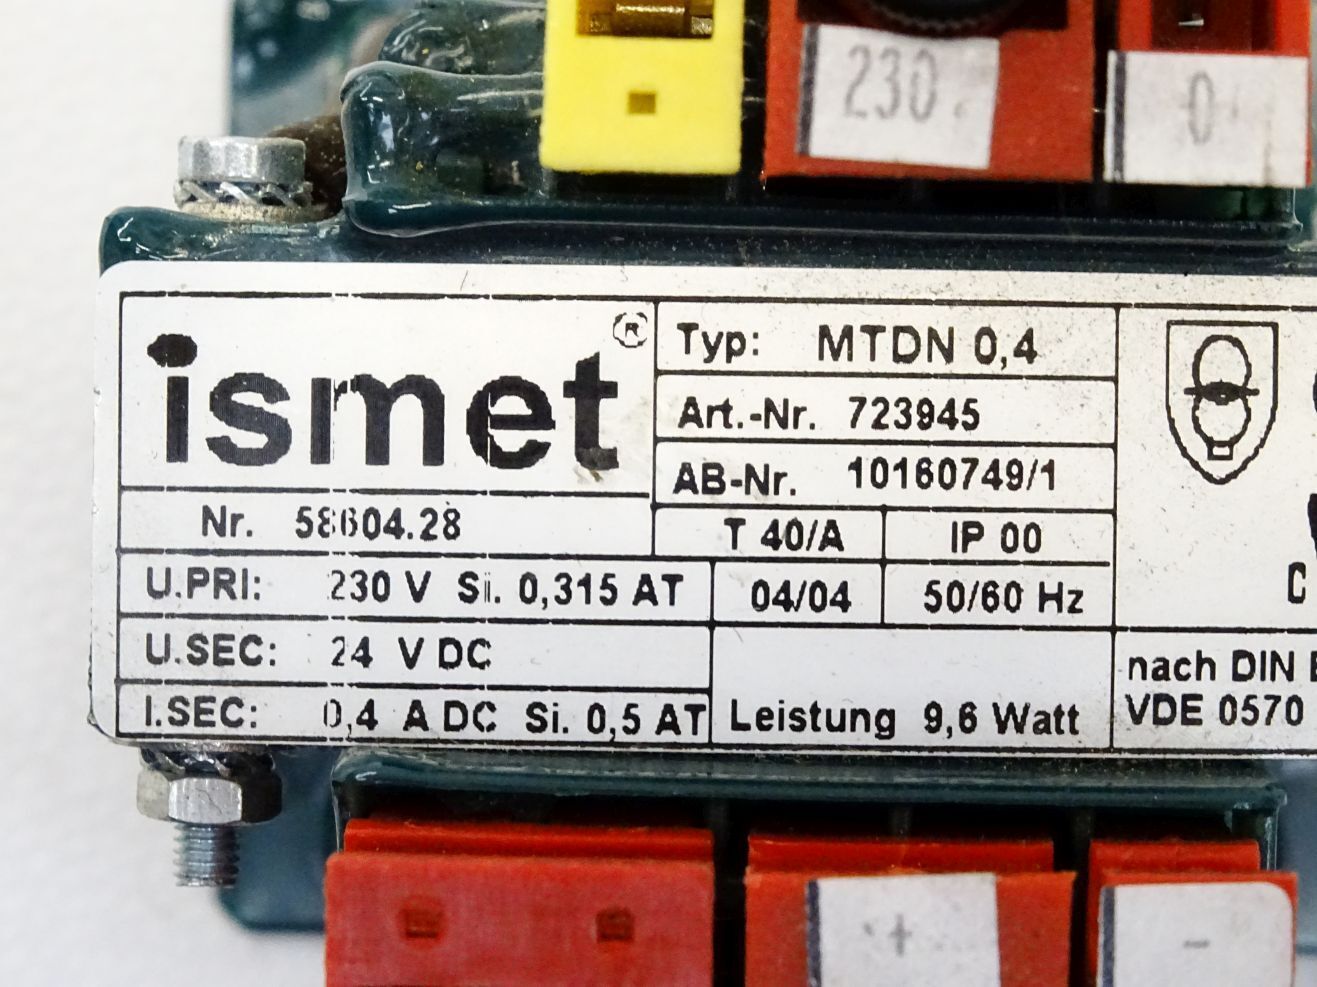 230
0
ismet ®
Typ: MTDN 0,4
Art.-Nr. 723945
AB-Nr. 10160749/1
Nr. 58604.28
T 40/A IP 00
U.PRI: 230 V Si. 0,315 AT
04/04 50/60 Hz
U.SEC: 24 V DC
I.SEC: 0,4 A DC Si. 0,5 AT
Leistung 9,6 Watt
C
nach DIN
VDE 0570
+
-